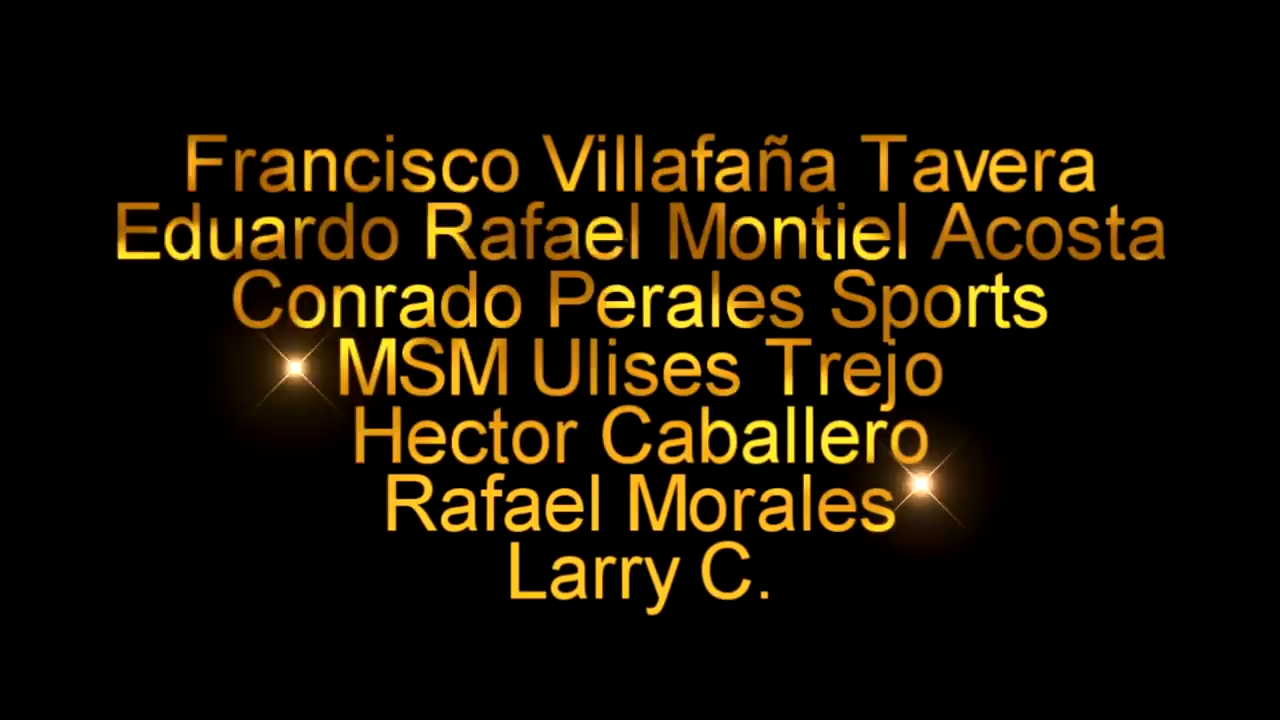 Francisco Villafaña Tavera
Eduardo Rafael Montiel Acosta
Conrado Perales Sports
MSM Ulises Trejo
Hector Caballero
Rafael Morales
Larry C.